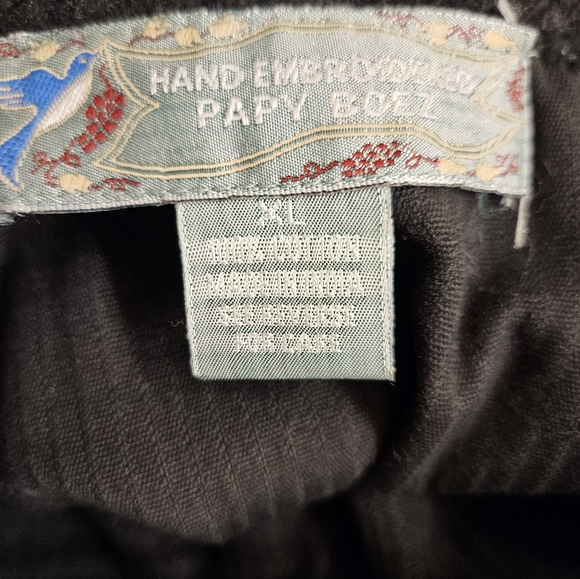 HAND EMBROIDERED
PAPY BOEZ
XL
100% COTTON
MADE IN INDIA
SEE REVERSE
FOR CARE